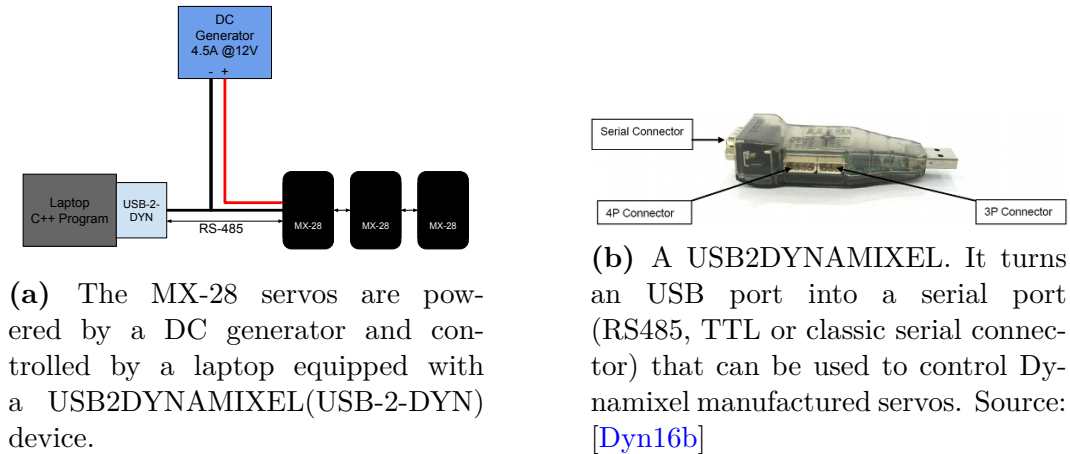 DC
Generator
4.5A @12V
- +
Laptop
C++ Program
USB-2-
DYN
RS-485
MX-28
MX-28
MX-28
(a) The MX-28 servos are pow-
ered by a DC generator and con-
trolled by a laptop equipped with
a USB2DYNAMIXEL(USB-2-DYN)
device.
Serial Connector
4P Connector
3P Connector
(b) A USB2DYNAMIXEL. It turns
an USB port into a serial port
(RS485, TTL or classic serial connec-
tor) that can be used to control Dy-
namixel manufactured servos. Source:
[Dyn16b]